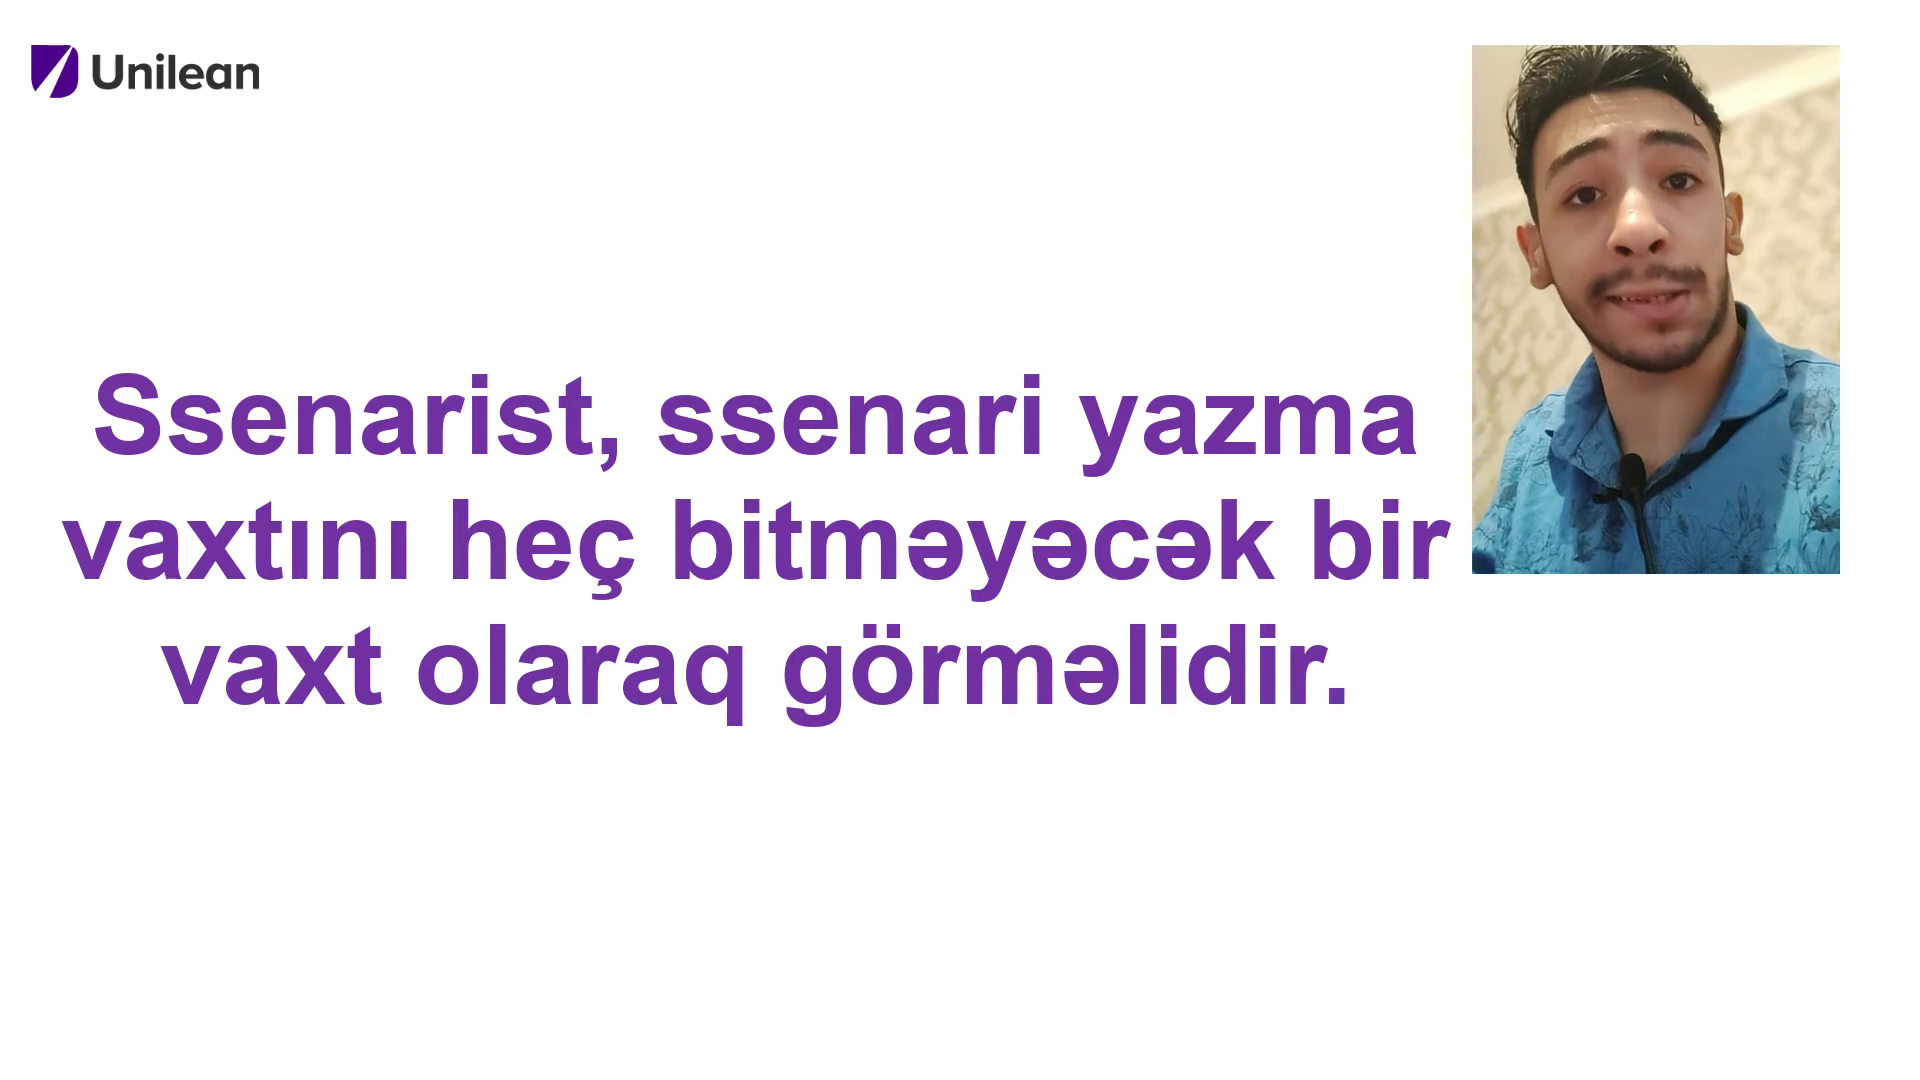 Unilean
Ssenarist, ssenari yazma
vaxtını heç bitməyəcək bir
vaxt olaraq görməlidir.